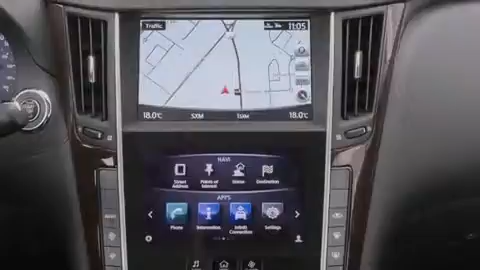 Traffic
11:05
18.0°C
18.0°C
NAVI
Street
Address
Points of
Interest
Home
Destination
APPS
Phone
Information
Infiniti
Connection
Settings